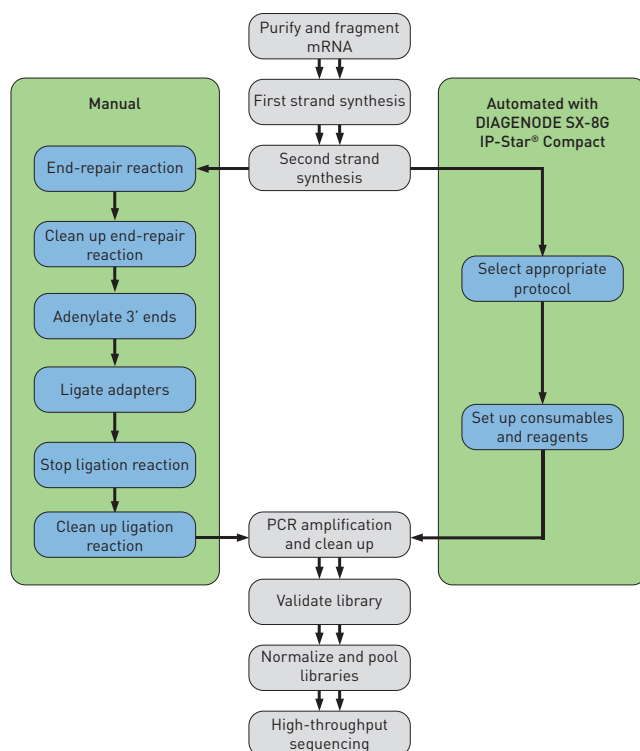 Purify and fragment
mRNA
First strand synthesis
Second strand
synthesis
Manual
End-repair reaction
Clean up end-repair
reaction
Adenylate 3’ ends
Ligate adapters
Stop ligation reaction
Clean up ligation
reaction
Automated with
DIAGENODE SX-8G
IP-Star® Compact
Select appropriate
protocol
Set up consumables
and reagents
PCR amplification
and clean up
Validate library
Normalize and pool
libraries
High-throughput
sequencing